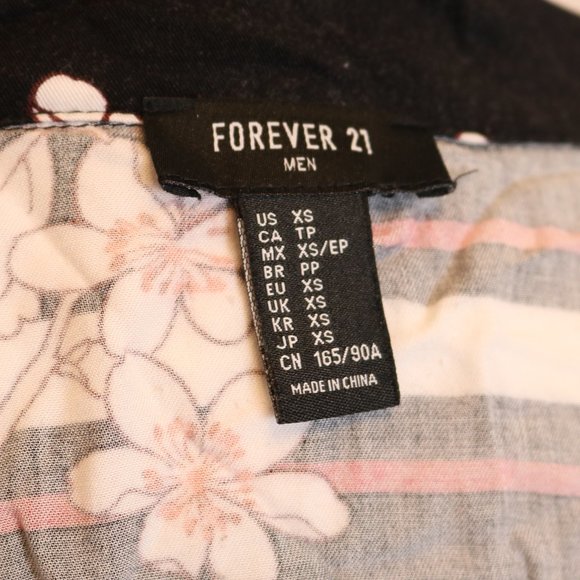 FOREVER 21
MEN
US XS
CA TP
MX XS/EP
BR PP
EU XS
UK XS
KR XS
JP XS
CN 165/90A
MADE IN CHINA